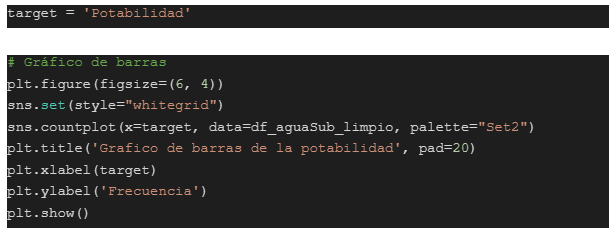 target = 'Potabilidad'
# Gráfico de barras
plt.figure(figsize=(6, 4))
sns.set(style="whitegrid")
sns.countplot(x=target, data=df_aguaSub_limpio, palette="Set2")
plt.title('Grafico de barras de la potabilidad', pad=20)
plt.xlabel(target)
plt.ylabel('Frecuencia')
plt.show()